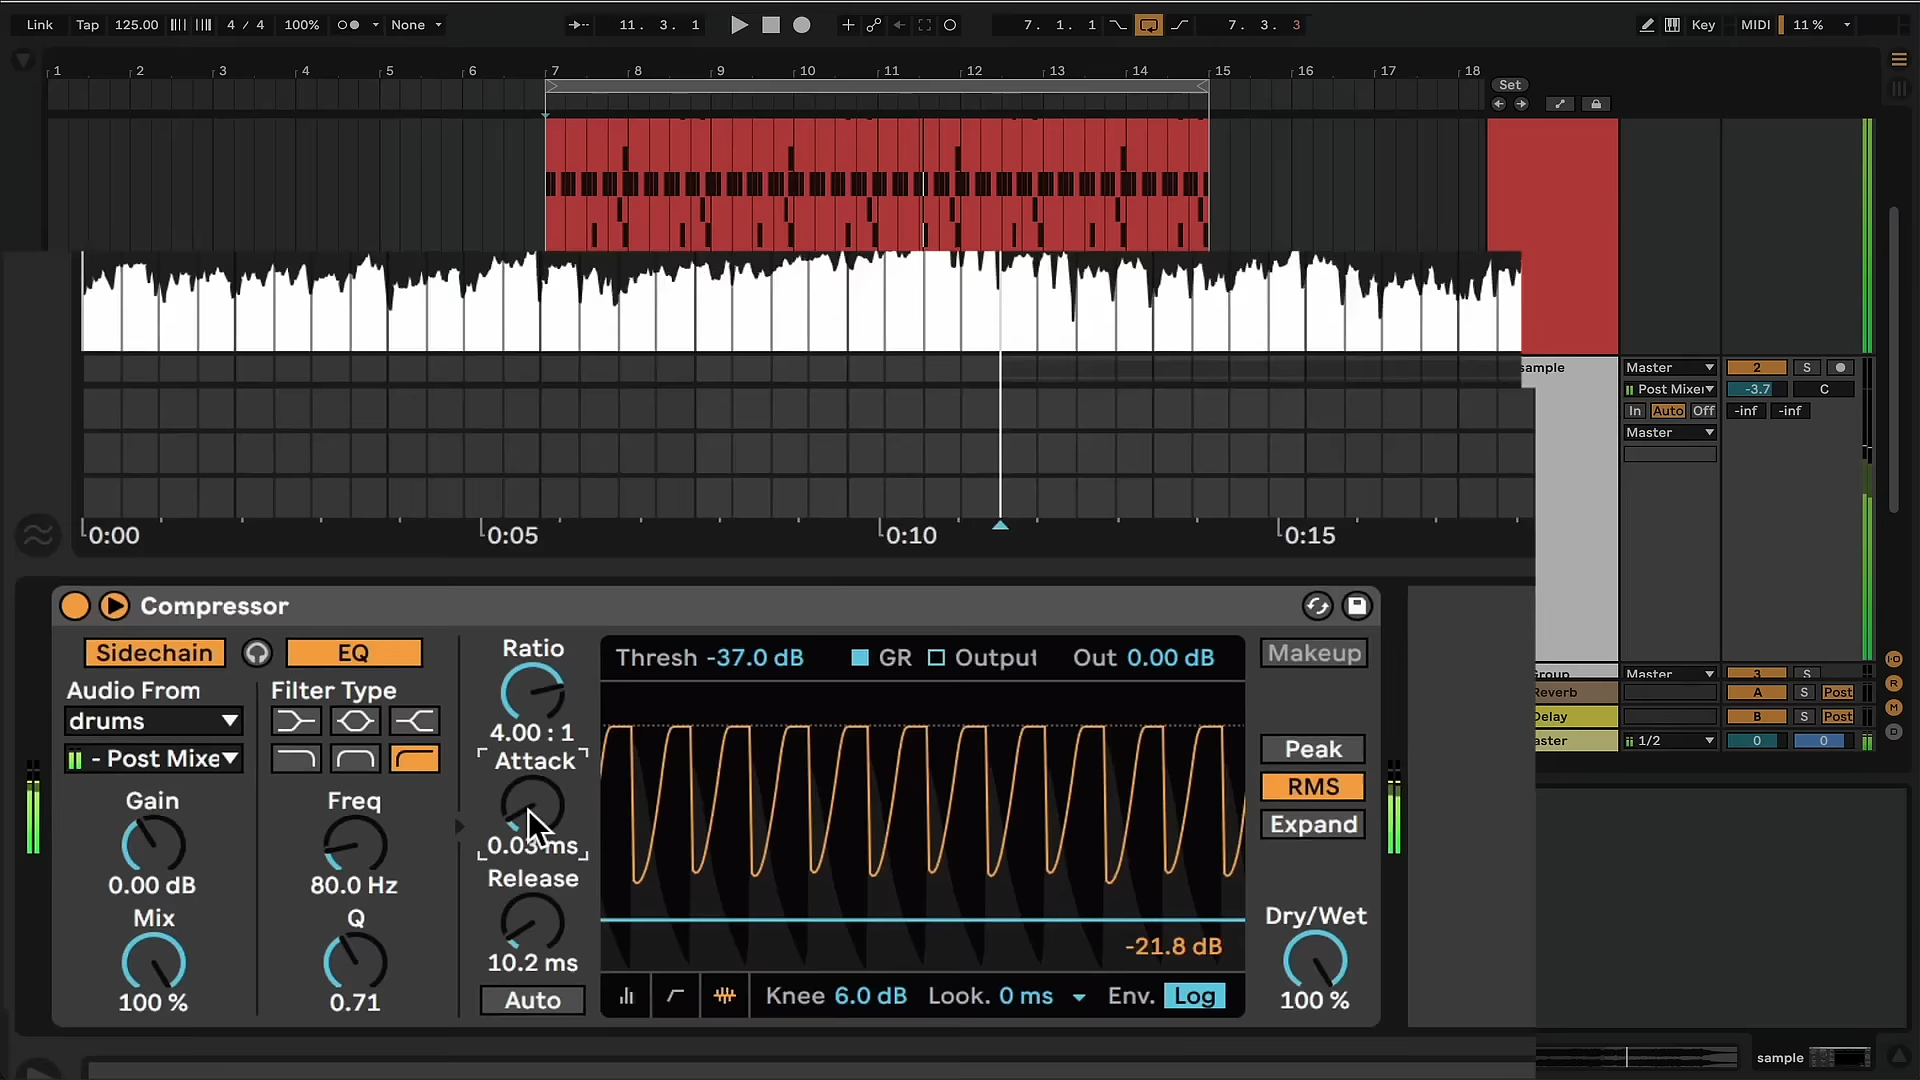 Link Tap 125.00 4 / 4 100% None 11. 3. 1 7. 1. 1 7. 3. 3 Key MIDI 11 %
1 2 3 4 5 6 7 8 9 10 11 12 13 14 15 16 17 18
Set
sample Master 2 S
Post Mixer -3.7 C
In Auto Off -inf -inf
Master
0:00 0:05 0:10 0:15
Group Master 3 S
Reverb A S Post
Delay B S Post
aster 1/2 0 0
I-O
R
M
D
Compressor
Sidechain EQ
Audio From Filter Type
drums
- Post Mixe
Gain Freq
0.00 dB 80.0 Hz
Mix Q
100 % 0.71
Ratio
4.00 : 1
Attack
0.03 ms
Release
10.2 ms
Auto
Thresh -37.0 dB GR Output Out 0.00 dB
-21.8 dB
Knee 6.0 dB Look. 0 ms Env. Log
Makeup
Peak
RMS
Expand
Dry/Wet
100 %
sample